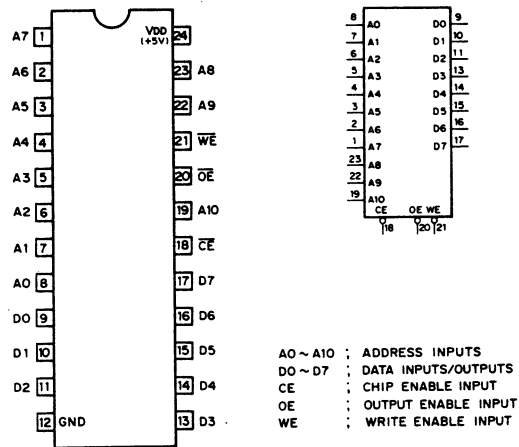 A7 1
VDD (+5V) 24
A6 2
23 A8
A5 3
22 A9
A4 4
21 W̅E̅
A3 5
20 O̅E̅
A2 6
19 A10
A1 7
18 C̅E̅
A0 8
17 D7
D0 9
16 D6
D1 10
15 D5
D2 11
14 D4
12 GND
13 D3
8 A0 D0 9
7 A1 D1 10
6 A2 D2 11
5 A3 D3 13
4 A4 D4 14
3 A5 D5 15
2 A6 D6 16
1 A7 D7 17
23 A8
22 A9
19 A10
CE OE WE
18 20 21
A0 ~ A10 ; ADDRESS INPUTS
D0 ~ D7 ; DATA INPUTS/OUTPUTS
CE ; CHIP ENABLE INPUT
OE ; OUTPUT ENABLE INPUT
WE ; WRITE ENABLE INPUT